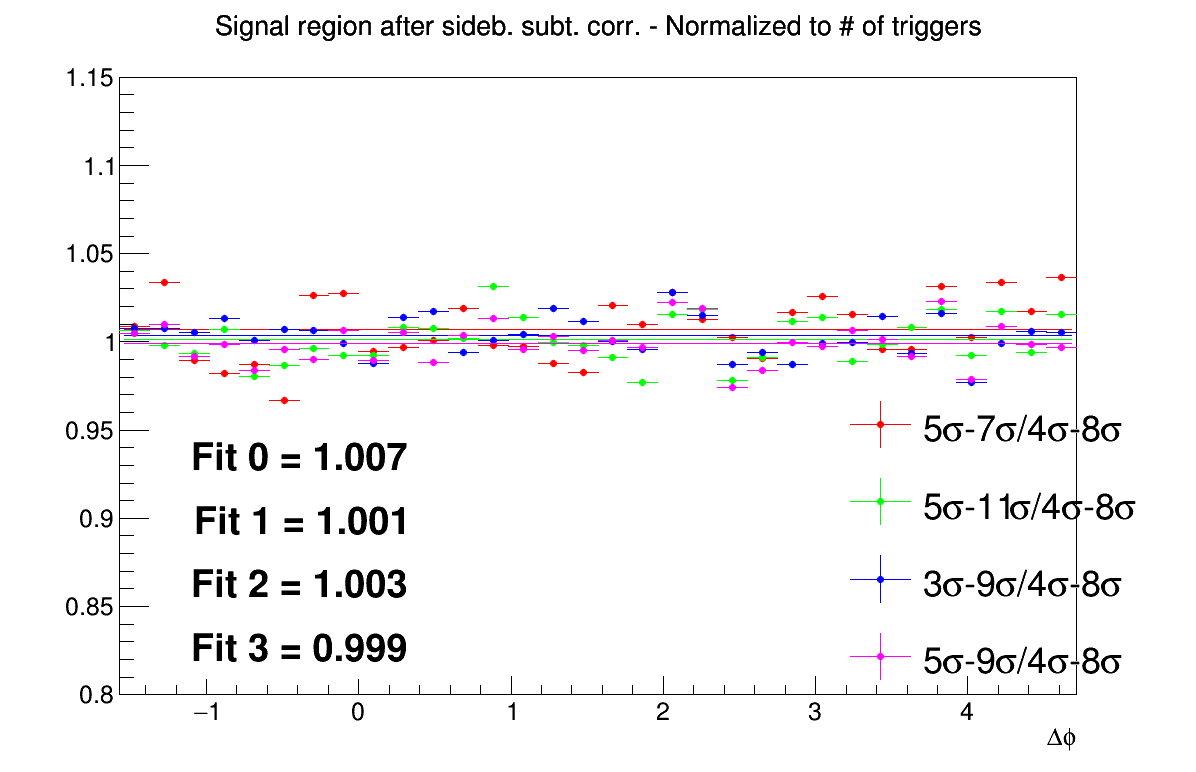 Signal region after sideb. subt. corr. - Normalized to # of triggers
1.15
1.1
1.05
1
0.95
0.9
0.85
0.8
5σ-7σ/4σ-8σ
5σ-11σ/4σ-8σ
3σ-9σ/4σ-8σ
5σ-9σ/4σ-8σ
Fit 0 = 1.007
Fit 1 = 1.001
Fit 2 = 1.003
Fit 3 = 0.999
−1 0 1 2 3 4
Δϕ